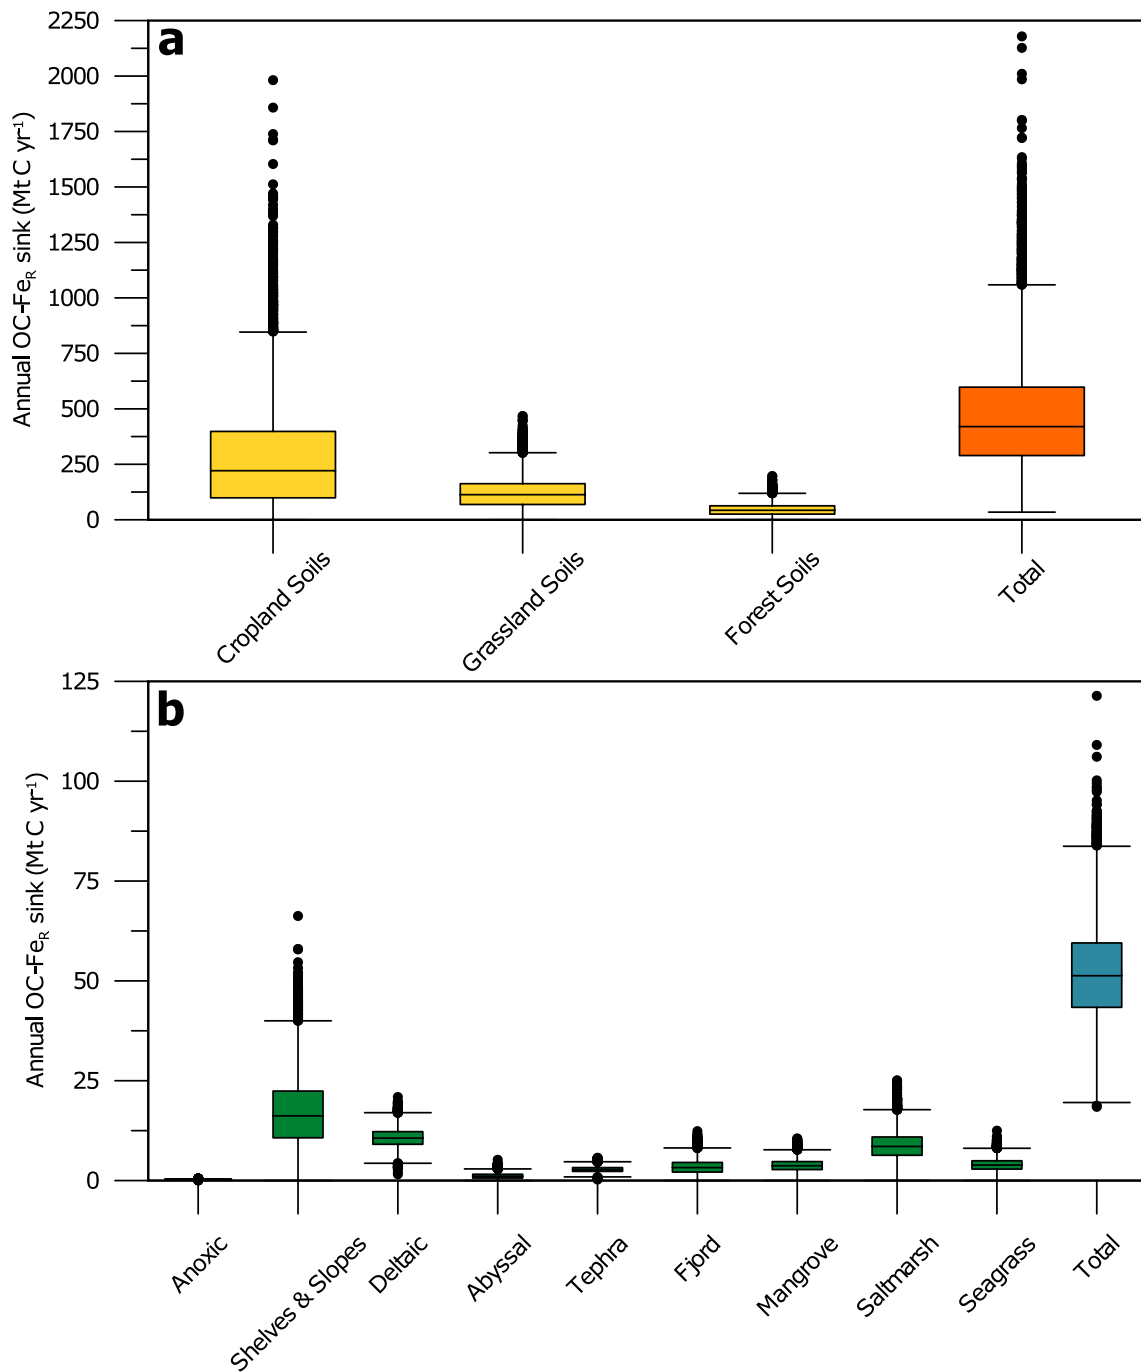 a
Annual OC-Fe_R sink (Mt C yr⁻¹)
2250
2000
1750
1500
1250
1000
750
500
250
0
Cropland Soils
Grassland Soils
Forest Soils
Total
b
Annual OC-Fe_R sink (Mt C yr⁻¹)
125
100
75
50
25
0
Anoxic
Shelves & Slopes
Deltaic
Abyssal
Tephra
Fjord
Mangrove
Saltmarsh
Seagrass
Total